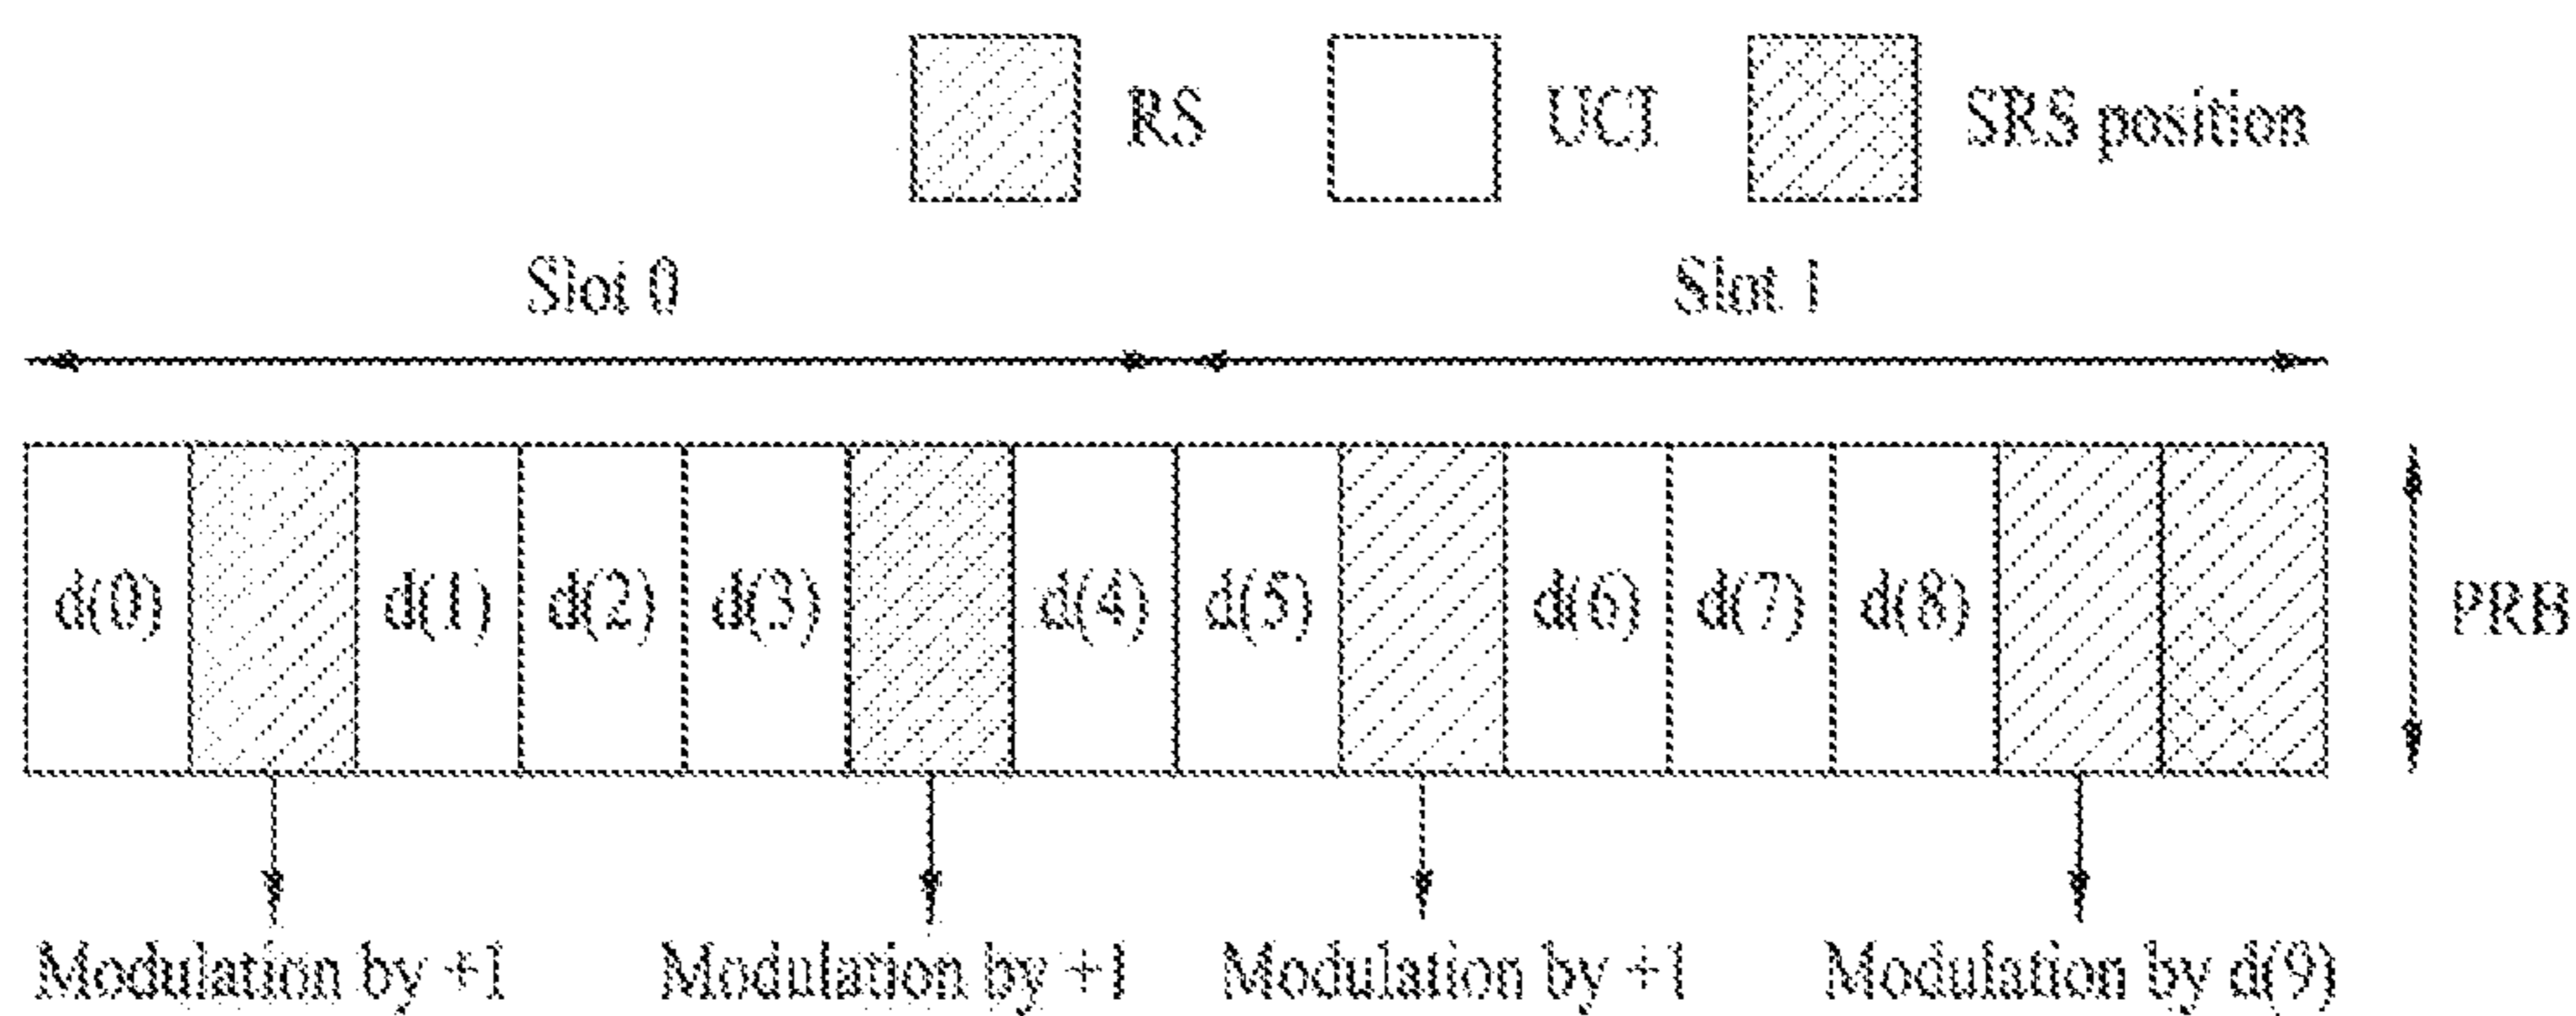 RS UCI SRS position
Slot 0 Slot 1
d(0) d(1) d(2) d(3) d(4) d(5) d(6) d(7) d(8) PRB
Modulation by +1 Modulation by +1 Modulation by +1 Modulation by d(9)